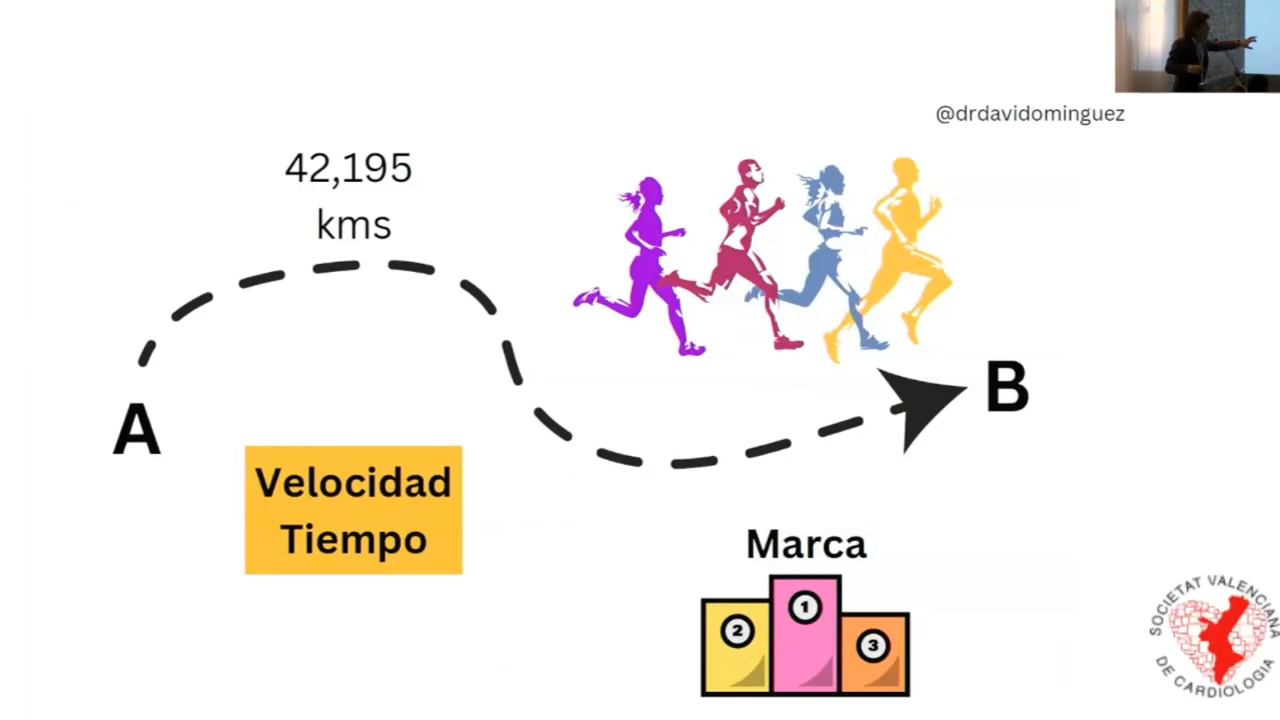 @drdavidominguez
42,195
kms
A
B
Velocidad
Tiempo
Marca
1
2
3
SOCIETAT VALENCIANA
DE CARDIOLOGIA